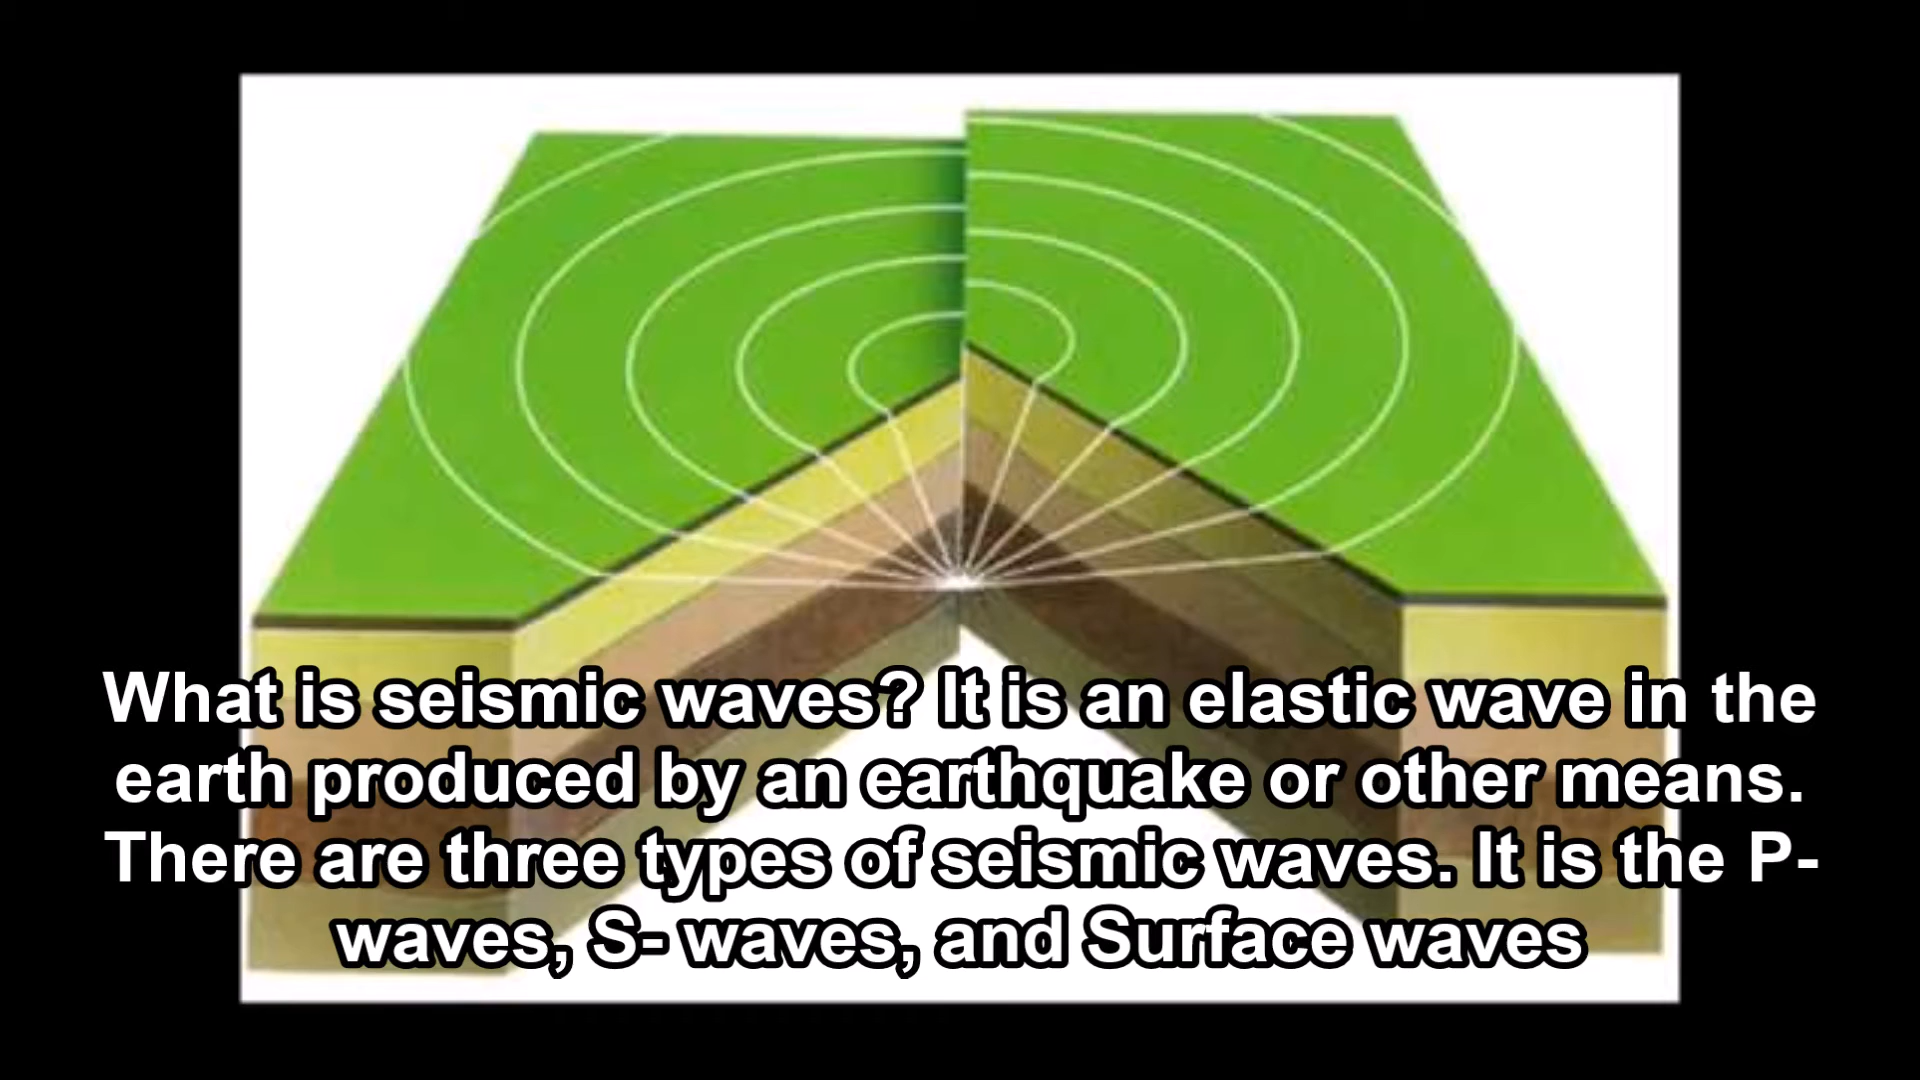 What is seismic waves? It is an elastic wave in the
earth produced by an earthquake or other means.
There are three types of seismic waves. It is the P-
waves, S- waves, and Surface waves